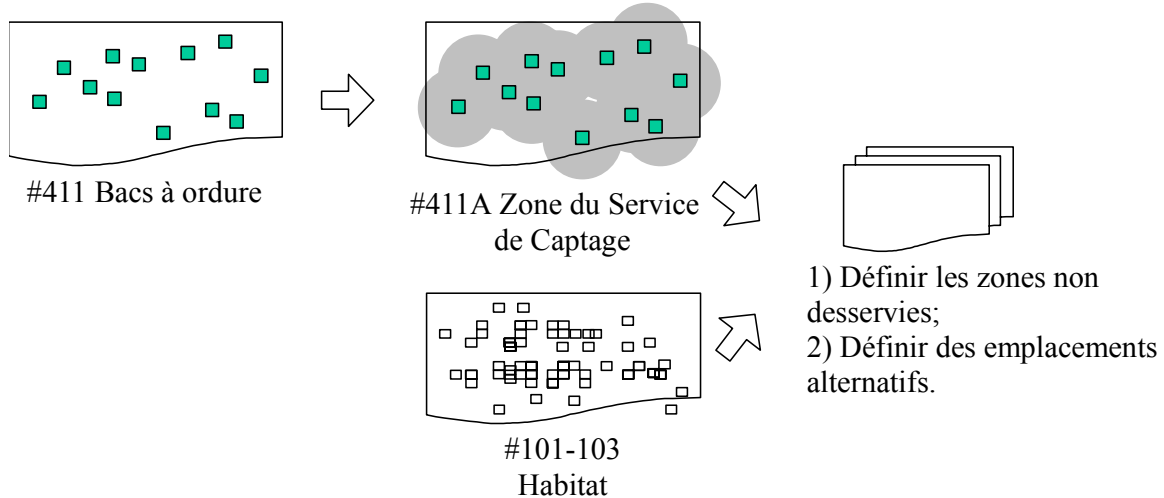 #411 Bacs à ordure
#411A Zone du Service
de Captage
1) Définir les zones non
desservies;
2) Définir des emplacements
alternatifs.
#101-103
Habitat